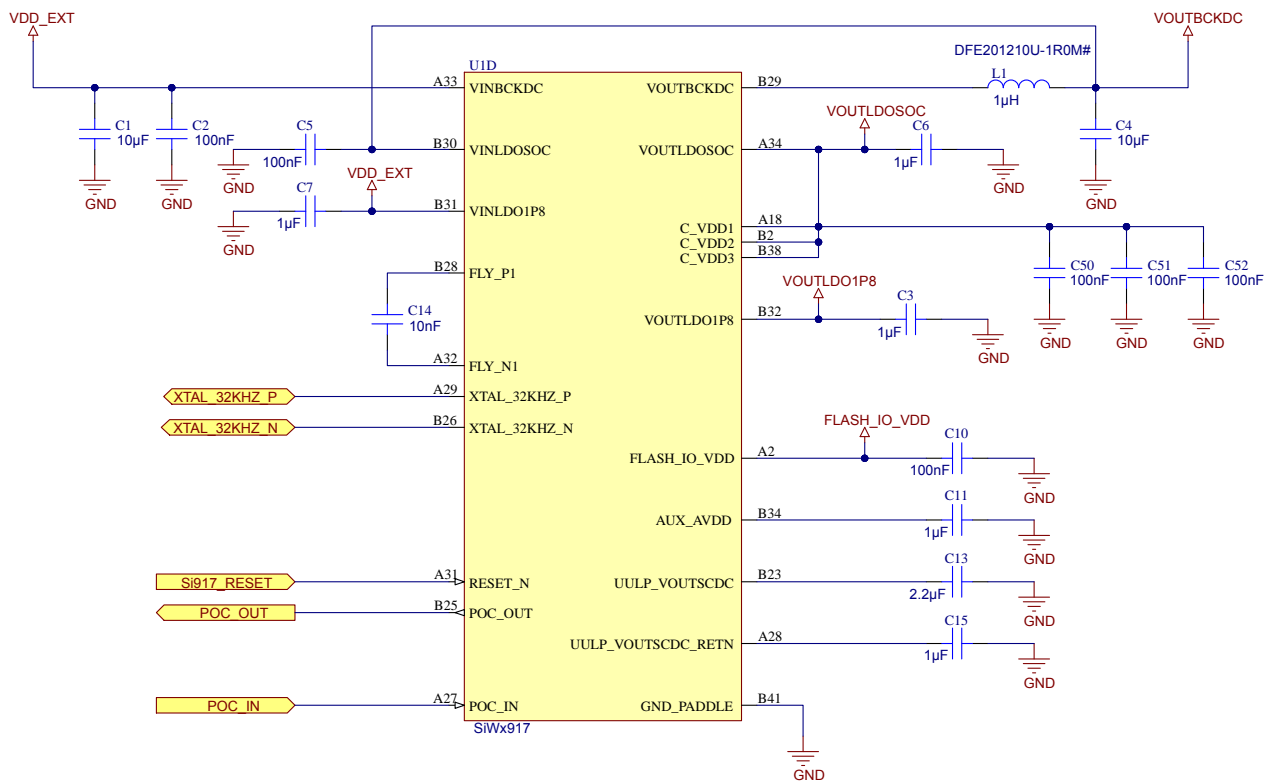 VDD_EXT
VOUTBCKDC
DFE201210U-1R0M#
U1D
L1
1µH
A33
VINBCKDC
VOUTBCKDC
B29
C1
10µF
C2
100nF
C5
100nF
B30
VINLDOSOC
VOUTLDOSOC
A34
VOUTLDOSOC
C6
1µF
C4
10µF
GND
GND
GND
GND
GND
VDD_EXT
C7
1µF
B31
VINLDO1P8
GND
C_VDD1
A18
C_VDD2
B2
C_VDD3
B38
C50
100nF
C51
100nF
C52
100nF
GND
GND
GND
B28
FLY_P1
C14
10nF
A32
FLY_N1
VOUTLDO1P8
VOUTLDO1P8
B32
C3
1µF
GND
XTAL_32KHZ_P
A29
XTAL_32KHZ_P
XTAL_32KHZ_N
B26
XTAL_32KHZ_N
FLASH_IO_VDD
FLASH_IO_VDD
A2
C10
100nF
GND
AUX_AVDD
B34
C11
1µF
GND
Si917_RESET
A31
RESET_N
UULP_VOUTSCDC
B23
C13
2.2µF
GND
POC_OUT
B25
POC_OUT
UULP_VOUTSCDC_RETN
A28
C15
1µF
GND
POC_IN
A27
POC_IN
GND_PADDLE
B41
GND
SiWx917